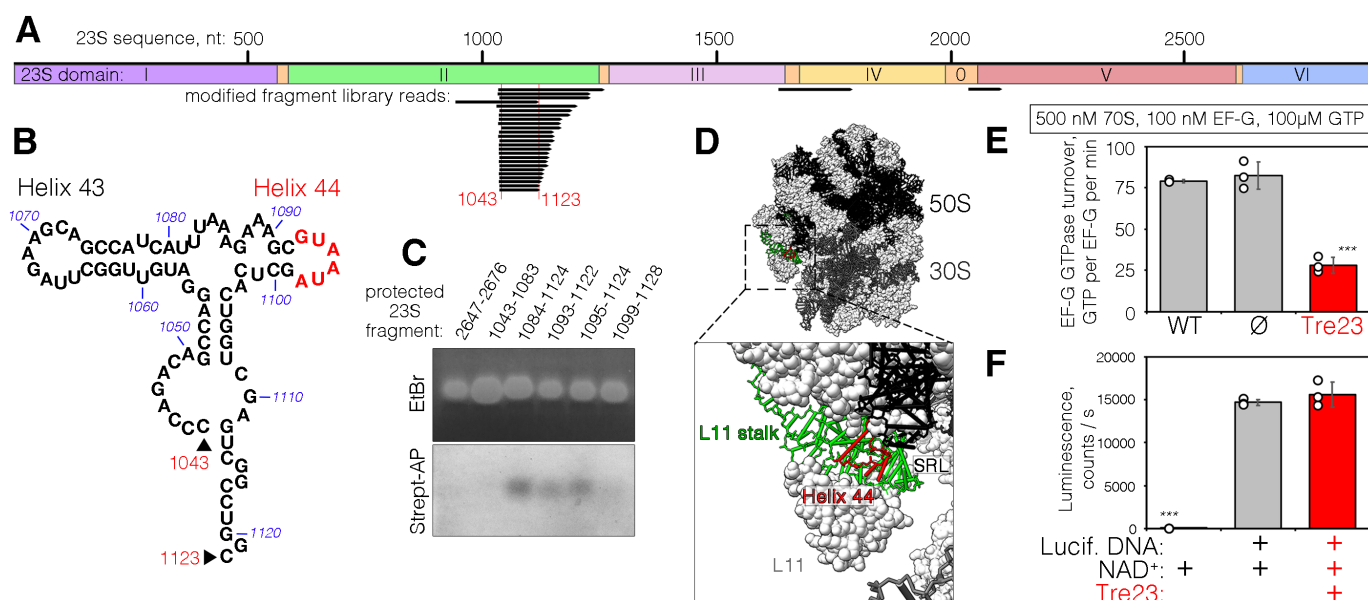 A
23S sequence, nt: 500 1000 1500 2000 2500
23S domain: I II III IV 0 V VI
modified fragment library reads:
1043 1123
B
Helix 43 Helix 44
1070 1080 1090
1060 1100
1050
1110
1043
1120
1123
C
protected
23S
fragment:
2647-2676
1043-1083
1084-1124
1093-1122
1095-1124
1099-1128
EtBr
Strept-AP
D
50S
30S
L11 stalk
SRL
Helix 44
L11
500 nM 70S, 100 nM EF-G, 100µM GTP
E
EF-G GTPase turnover,
GTP per EF-G per min
100
75
50
25
0
***
WT Ø Tre23
F
Luminescence,
counts / s
20000
15000
10000
5000
0
***
Lucif. DNA: + +
NAD⁺: + + +
Tre23: +